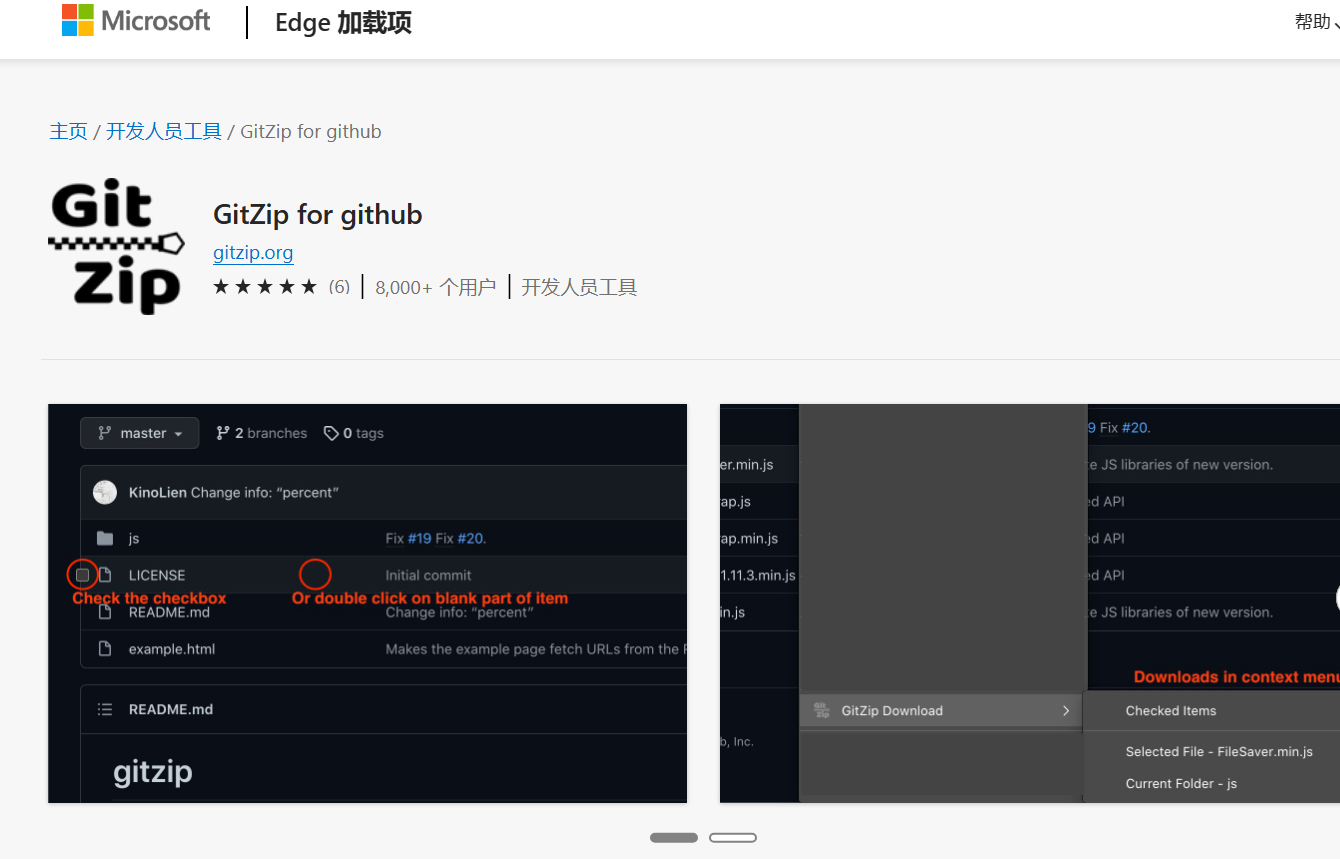 Microsoft | Edge 加载项 帮助
主页 / 开发人员工具 / GitZip for github
Git
Zip
GitZip for github
gitzip.org
★★★★★ (6) | 8,000+ 个用户 | 开发人员工具
master 2 branches 0 tags
KinoLien Change info: “percent”
js Fix #19 Fix #20.
LICENSE Initial commit
Check the checkbox Or double click on blank part of item
README.md Change info: “percent”
example.html Makes the example page fetch URLs from the
README.md
gitzip
9 Fix #20.
er.min.js e JS libraries of new version.
ap.js ed API
ap.min.js ed API
1.11.3.min.js ed API
in.js e JS libraries of new version.
Downloads in context menu
Git Zip GitZip Download Checked Items
b, Inc.
Selected File - FileSaver.min.js
Current Folder - js